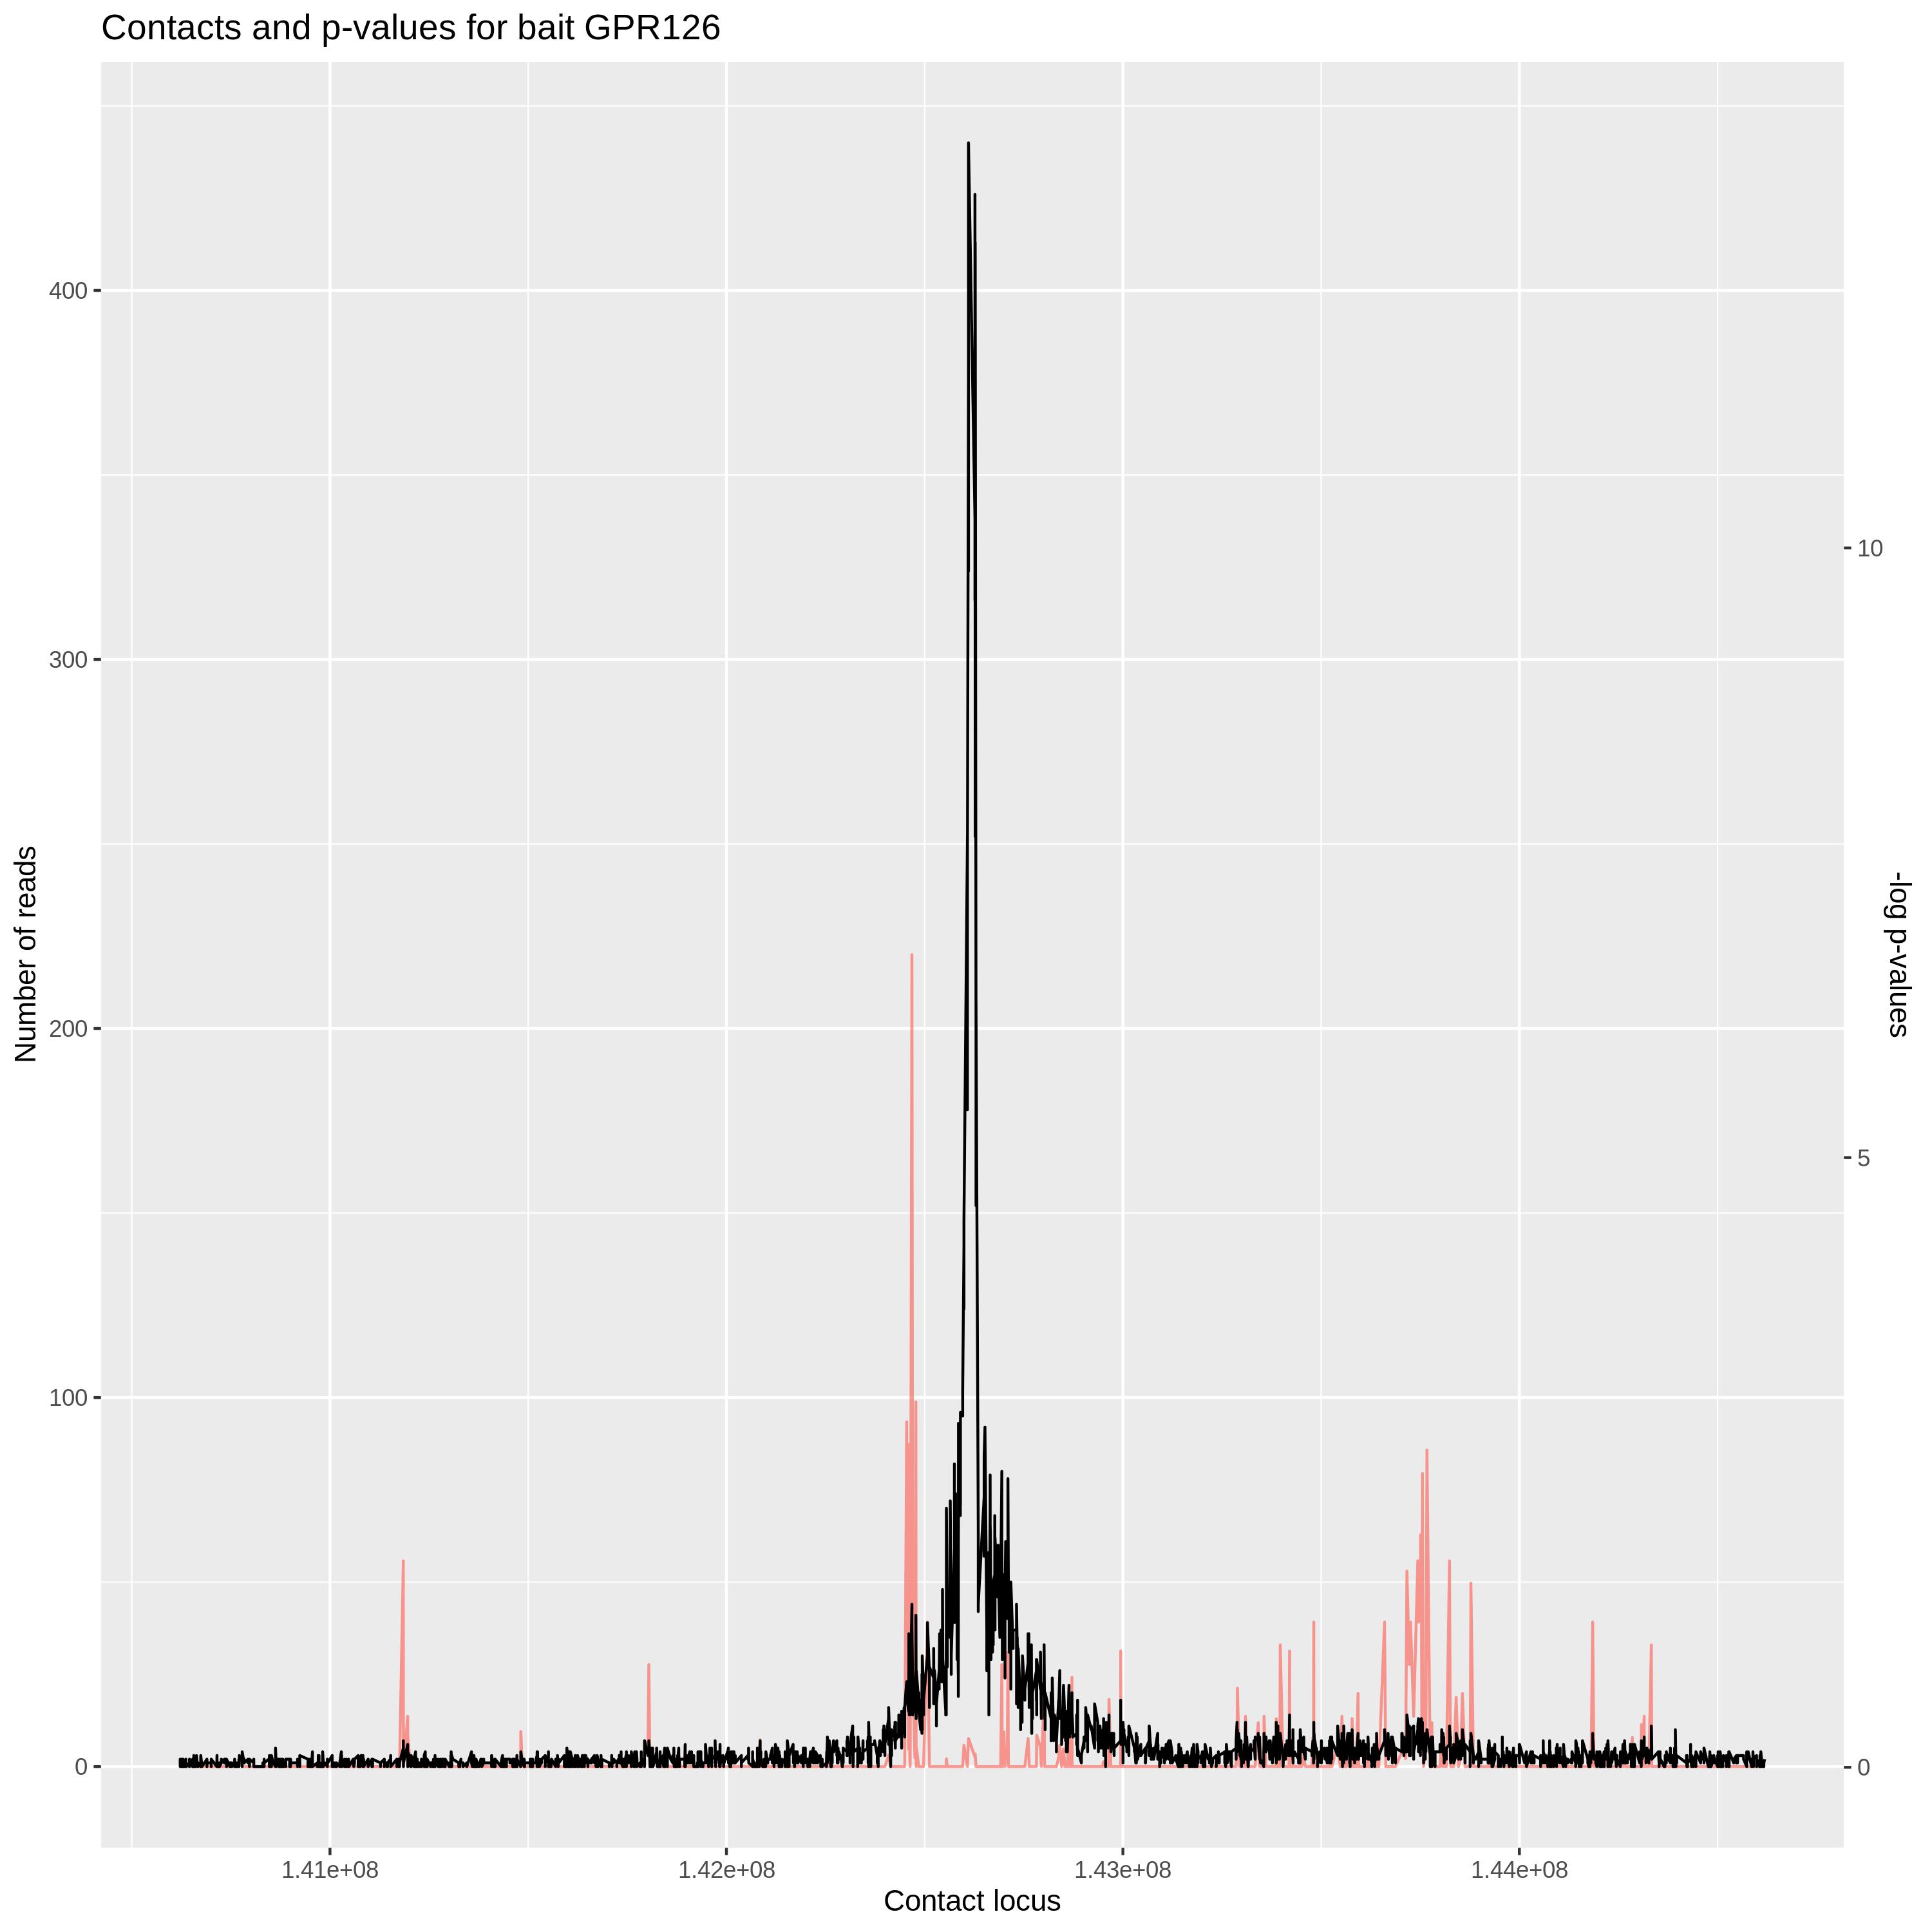 Contacts and p-values for bait GPR126
400
300
200
100
0
Number of reads
10
5
0
-log p-values
1.41e+08
1.42e+08
1.43e+08
1.44e+08
Contact locus